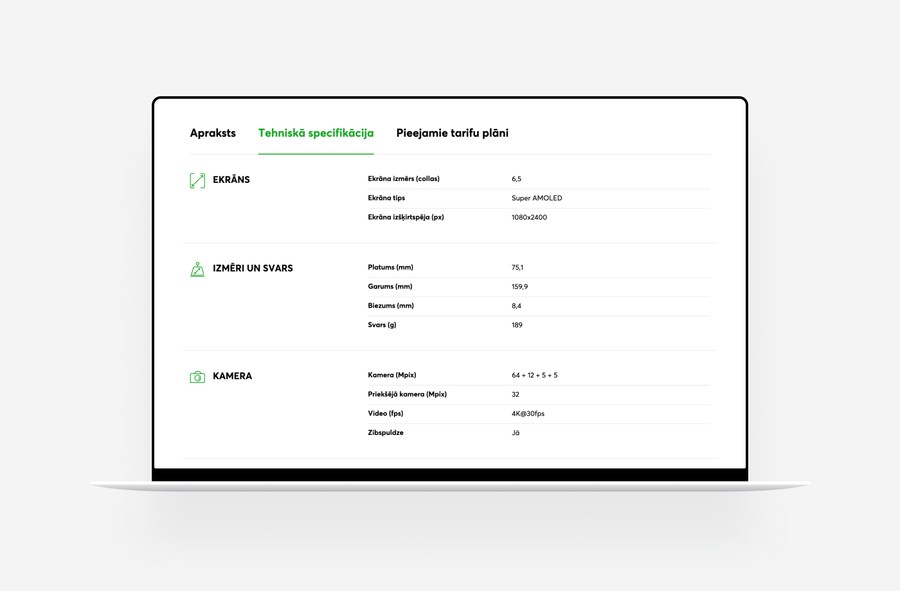 Apraksts Tehniskā specifikācija Pieejamie tarifu plāni
EKRĀNS
Ekrāna izmērs (collas) 6,5
Ekrāna tips Super AMOLED
Ekrāna izšķirtspēja (px) 1080x2400
IZMĒRI UN SVARS
Platums (mm) 75,1
Garums (mm) 159,9
Biezums (mm) 8,4
Svars (g) 189
KAMERA
Kamera (Mpix) 64 + 12 + 5 + 5
Priekšējā kamera (Mpix) 32
Video (fps) 4K@30fps
Zibspuldze Jā